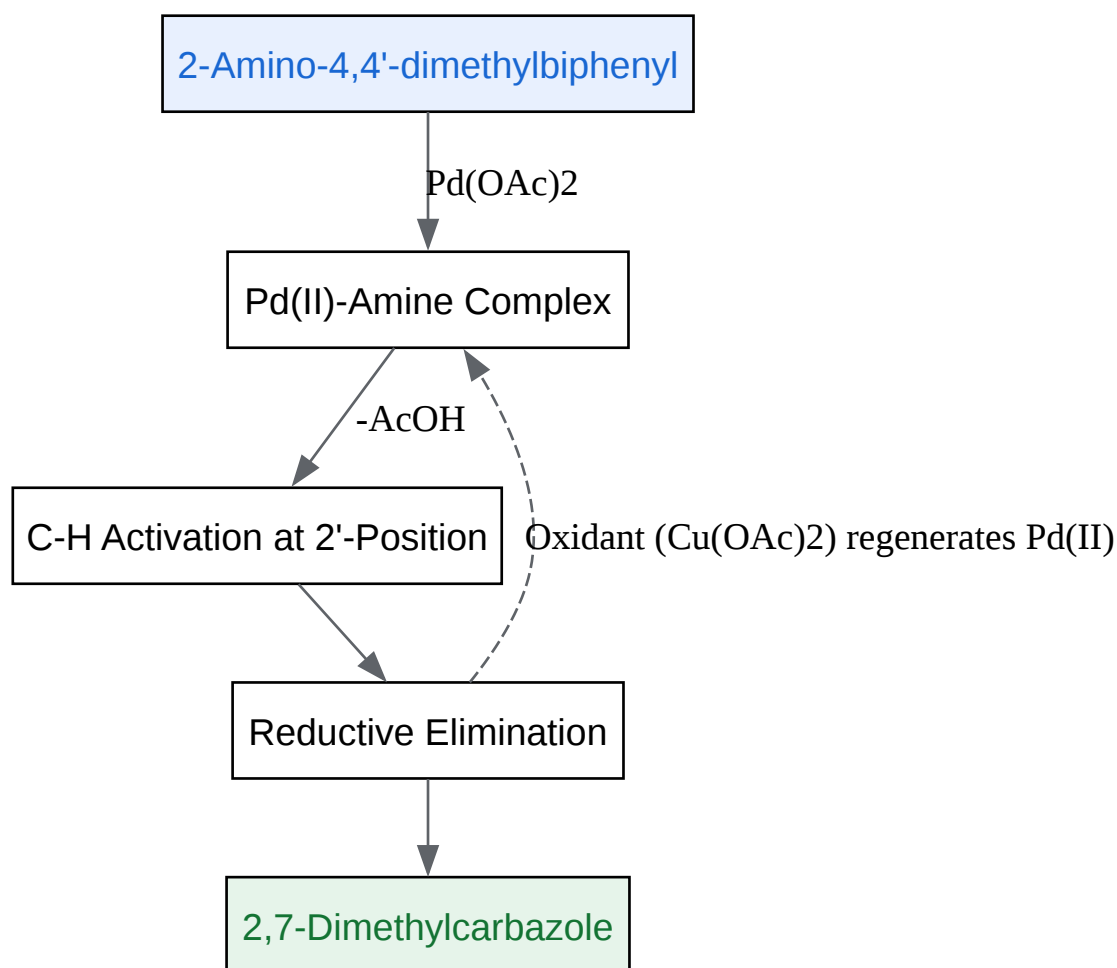 2-Amino-4,4'-dimethylbiphenyl
Pd(OAc)2
Pd(II)-Amine Complex
-AcOH
C-H Activation at 2'-Position
Oxidant (Cu(OAc)2) regenerates Pd(II)
Reductive Elimination
2,7-Dimethylcarbazole